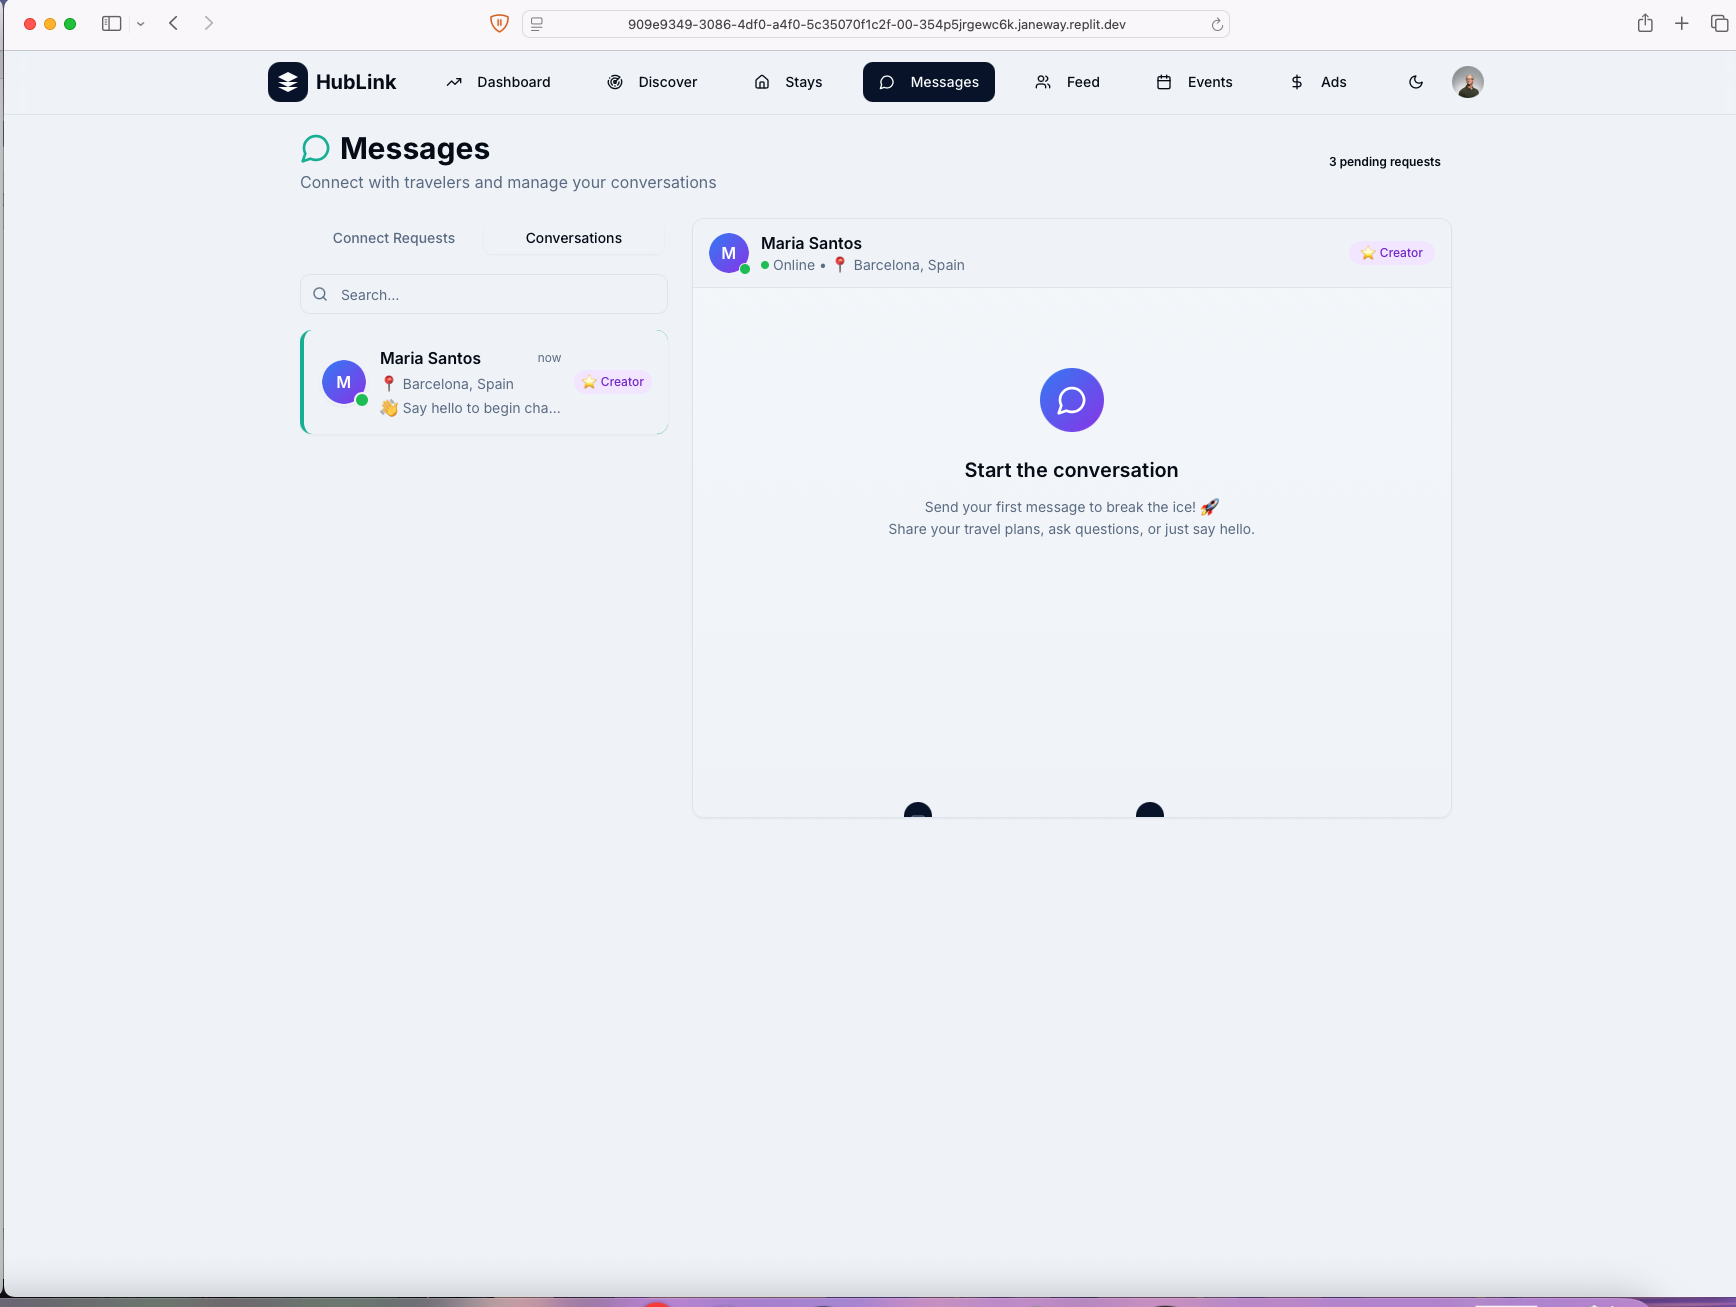 909e9349-3086-4df0-a4f0-5c35070f1c2f-00-354p5jrgewc6k.janeway.replit.dev
HubLink
Dashboard
Discover
Stays
Messages
Feed
Events
Ads
Messages
Connect with travelers and manage your conversations
3 pending requests
Connect Requests
Conversations
Search...
Maria Santos
now
📍 Barcelona, Spain
👋 Say hello to begin cha...
⭐ Creator
M
M
Maria Santos
Online • 📍 Barcelona, Spain
⭐ Creator
Start the conversation
Send your first message to break the ice! 🚀
Share your travel plans, ask questions, or just say hello.